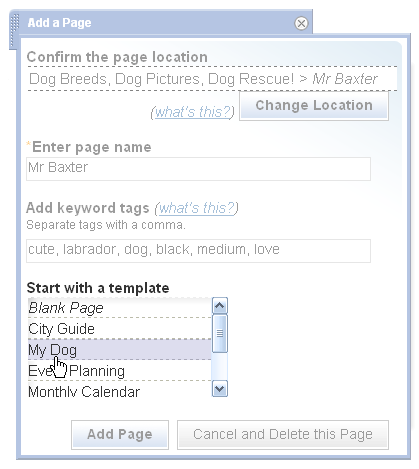 Add a Page
Confirm the page location
Dog Breeds, Dog Pictures, Dog Rescue! > Mr Baxter
(what's this?) Change Location
*Enter page name
Mr Baxter
Add keyword tags (what's this?)
Separate tags with a comma.
cute, labrador, dog, black, medium, love
Start with a template
Blank Page
City Guide
My Dog
Event Planning
Monthly Calendar
Add Page Cancel and Delete this Page